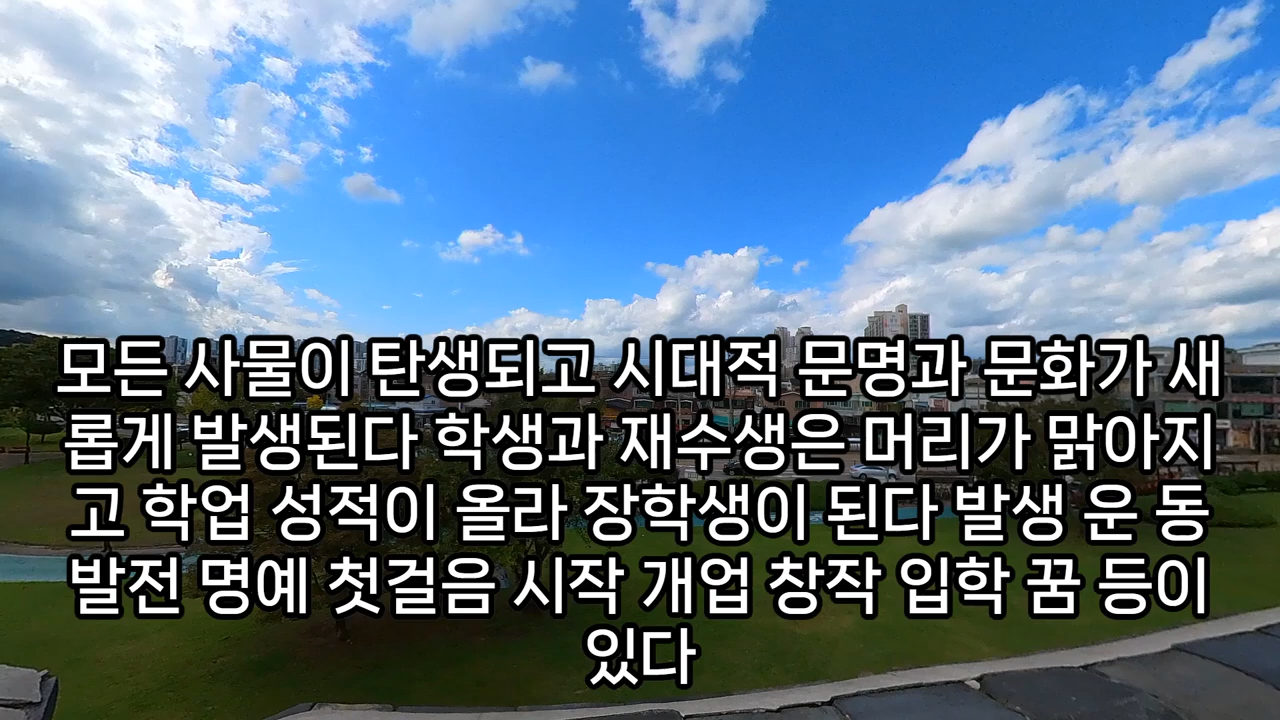 모든 사물이 탄생되고 시대적 문명과 문화가 새
롭게 발생된다 학생과 재수생은 머리가 맑아지
고 학업 성적이 올라 장학생이 된다 발생 운 동
발전 명예 첫걸음 시작 개업 창작 입학 꿈 등이
있다